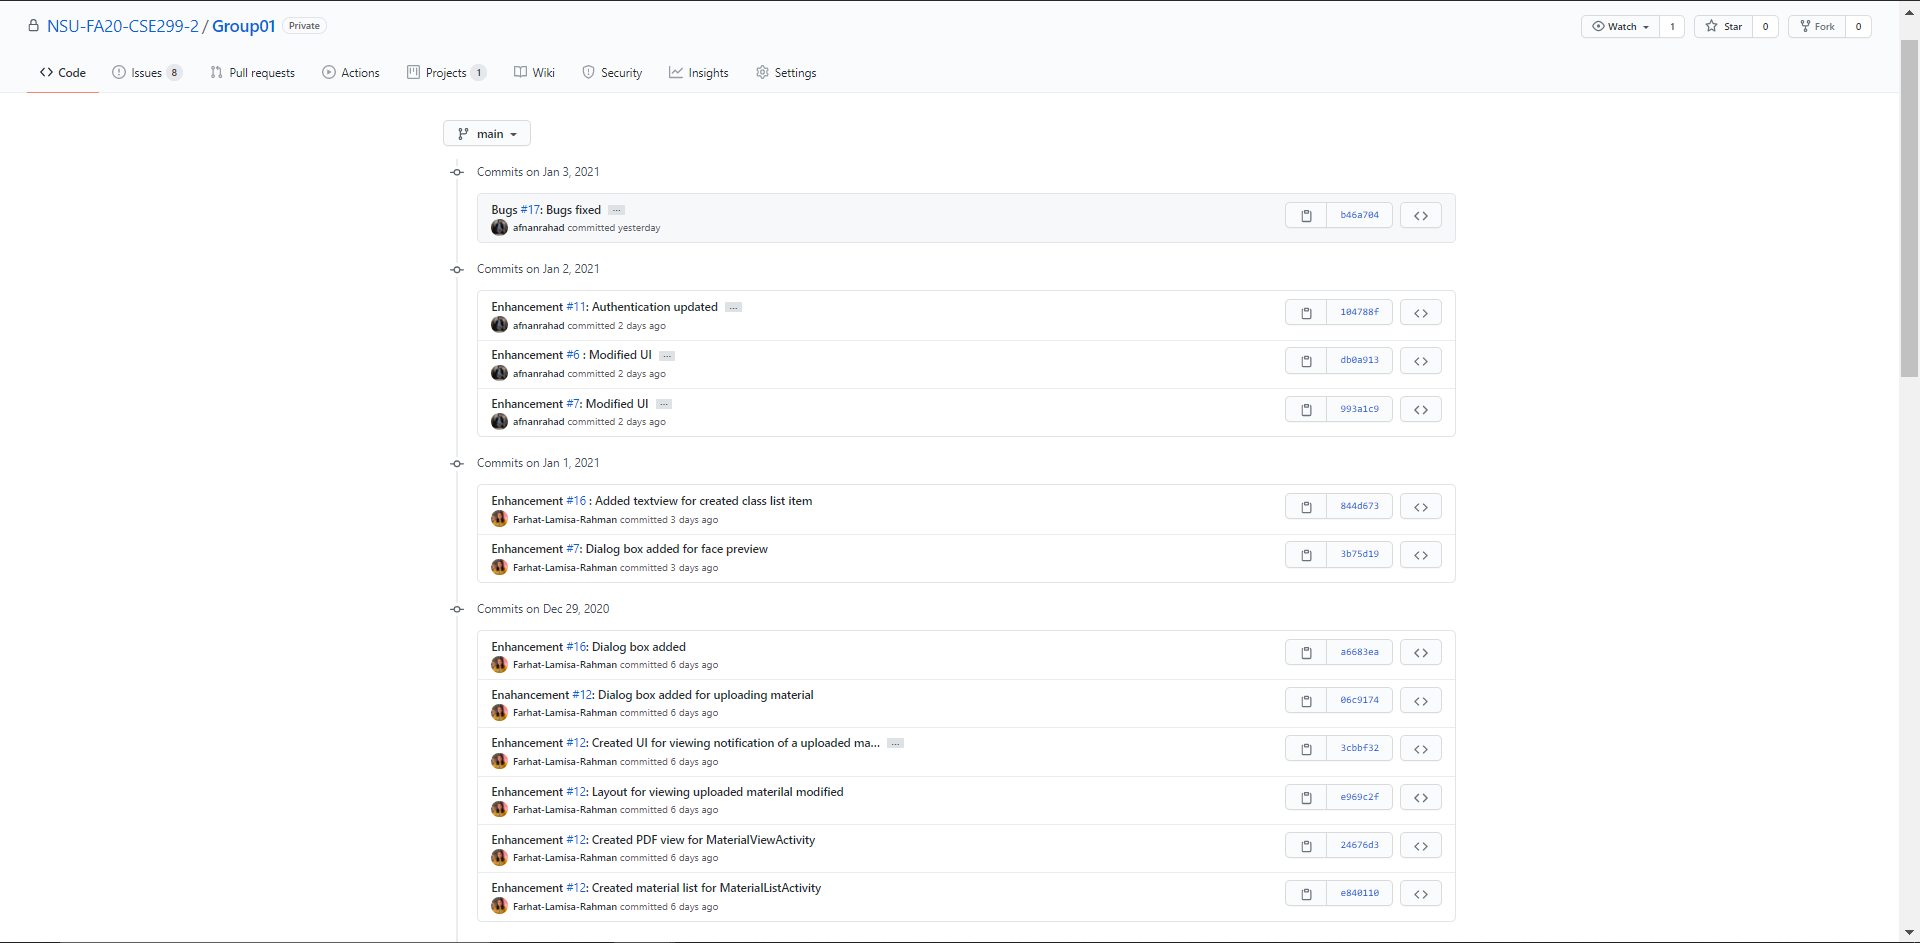 NSU-FA20-CSE299-2 / Group01 Private
Watch 1 Star 0 Fork 0
Code Issues 8 Pull requests Actions Projects 1 Wiki Security Insights Settings
main
Commits on Jan 3, 2021
Bugs #17: Bugs fixed ...
b46a704
afnanrahad committed yesterday
Commits on Jan 2, 2021
Enhancement #11: Authentication updated ...
104788f
afnanrahad committed 2 days ago
Enhancement #6 : Modified UI ...
db0a913
afnanrahad committed 2 days ago
Enhancement #7: Modified UI ...
993a1c9
afnanrahad committed 2 days ago
Commits on Jan 1, 2021
Enhancement #16 : Added textview for created class list item
844d673
Farhat-Lamisa-Rahman committed 3 days ago
Enhancement #7: Dialog box added for face preview
3b75d19
Farhat-Lamisa-Rahman committed 3 days ago
Commits on Dec 29, 2020
Enhancement #16: Dialog box added
a6683ea
Farhat-Lamisa-Rahman committed 6 days ago
Enahancement #12: Dialog box added for uploading material
06c9174
Farhat-Lamisa-Rahman committed 6 days ago
Enhancement #12: Created UI for viewing notification of a uploaded ma... ...
3cbbf32
Farhat-Lamisa-Rahman committed 6 days ago
Enhancement #12: Layout for viewing uploaded materilal modified
e969c2f
Farhat-Lamisa-Rahman committed 6 days ago
Enhancement #12: Created PDF view for MaterialViewActivity
24676d3
Farhat-Lamisa-Rahman committed 6 days ago
Enhancement #12: Created material list for MaterialListActivity
e840110
Farhat-Lamisa-Rahman committed 6 days ago